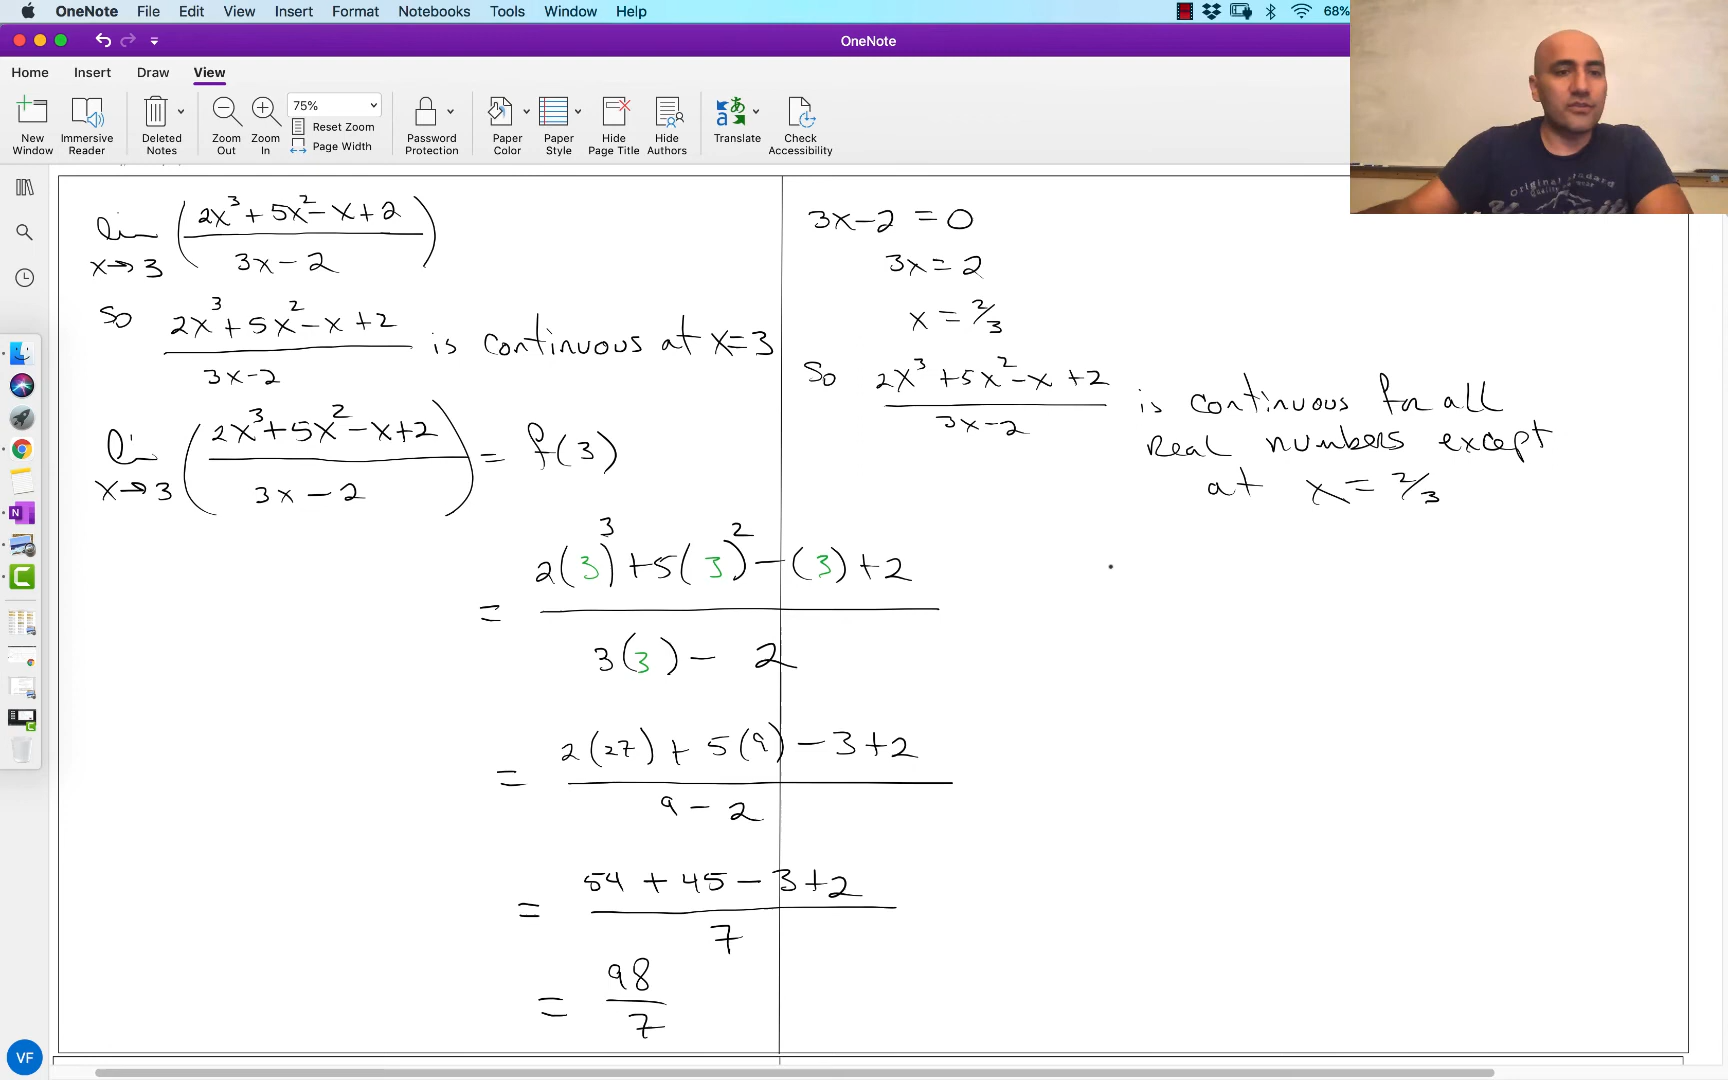 OneNote File Edit View Insert Format Notebooks Tools Window Help 68%
OneNote
Home Insert Draw View
New Window
Immersive Reader
Deleted Notes
Zoom Out
Zoom In
75%
Reset Zoom
Page Width
Password Protection
Paper Color
Paper Style
Hide Page Title
Hide Authors
Translate
Check Accessibility
Original Standard
lim x→3 ( (2x³ + 5x² − x + 2) / (3x − 2) )
So (2x³ + 5x² − x + 2) / (3x − 2) is continuous at x = 3
lim x→3 ( (2x³ + 5x² − x + 2) / (3x − 2) ) = f(3)
= (2(3)³ + 5(3)² − (3) + 2) / (3(3) − 2)
= (2(27) + 5(9) − 3 + 2) / (9 − 2)
= (54 + 45 − 3 + 2) / 7
= 98 / 7
3x − 2 = 0
3x = 2
x = 2/3
So (2x³ + 5x² − x + 2) / (3x − 2) is continuous for all
Real numbers except
at x = 2/3
VF